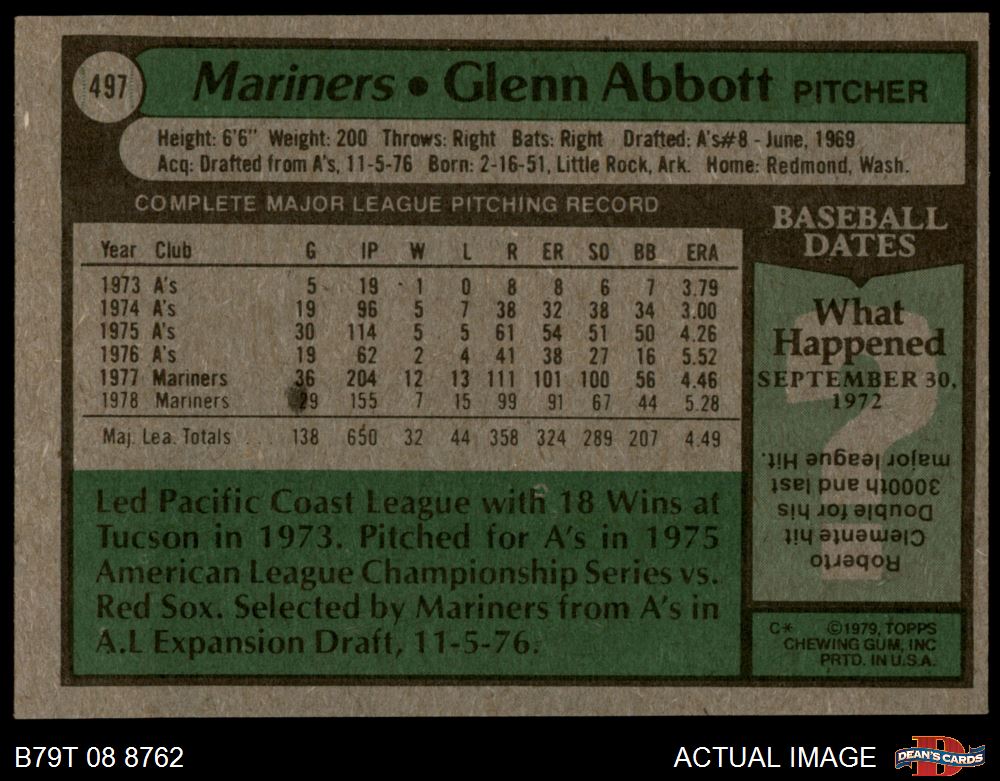 497
Mariners • Glenn Abbott PITCHER
Height: 6'6" Weight: 200 Throws: Right Bats: Right Drafted: A's#8 - June, 1969
Acq: Drafted from A's, 11-5-76 Born: 2-16-51, Little Rock, Ark. Home: Redmond, Wash.
COMPLETE MAJOR LEAGUE PITCHING RECORD
Year Club G IP W L R ER SO BB ERA
1973 A's 5 19 1 0 8 8 6 7 3.79
1974 A's 19 96 5 7 38 32 38 34 3.00
1975 A's 30 114 5 5 61 54 51 50 4.26
1976 A's 19 62 2 4 41 38 27 16 5.52
1977 Mariners 36 204 12 13 111 101 100 56 4.46
1978 Mariners 29 155 7 15 99 91 67 44 5.28
Maj. Lea. Totals 138 650 32 44 358 324 289 207 4.49
Led Pacific Coast League with 18 Wins at
Tucson in 1973. Pitched for A's in 1975
American League Championship Series vs.
Red Sox. Selected by Mariners from A's in
A.L Expansion Draft, 11-5-76.
BASEBALL
DATES
What
Happened
SEPTEMBER 30,
1972
?
Roberto
Clemente hit
Double for his
3000th and last
major league Hit.
C* ©1979, TOPPS
CHEWING GUM, INC
PRTD. IN U.S.A.
B79T 08 8762
ACTUAL IMAGE
D
DEAN'S CARDS